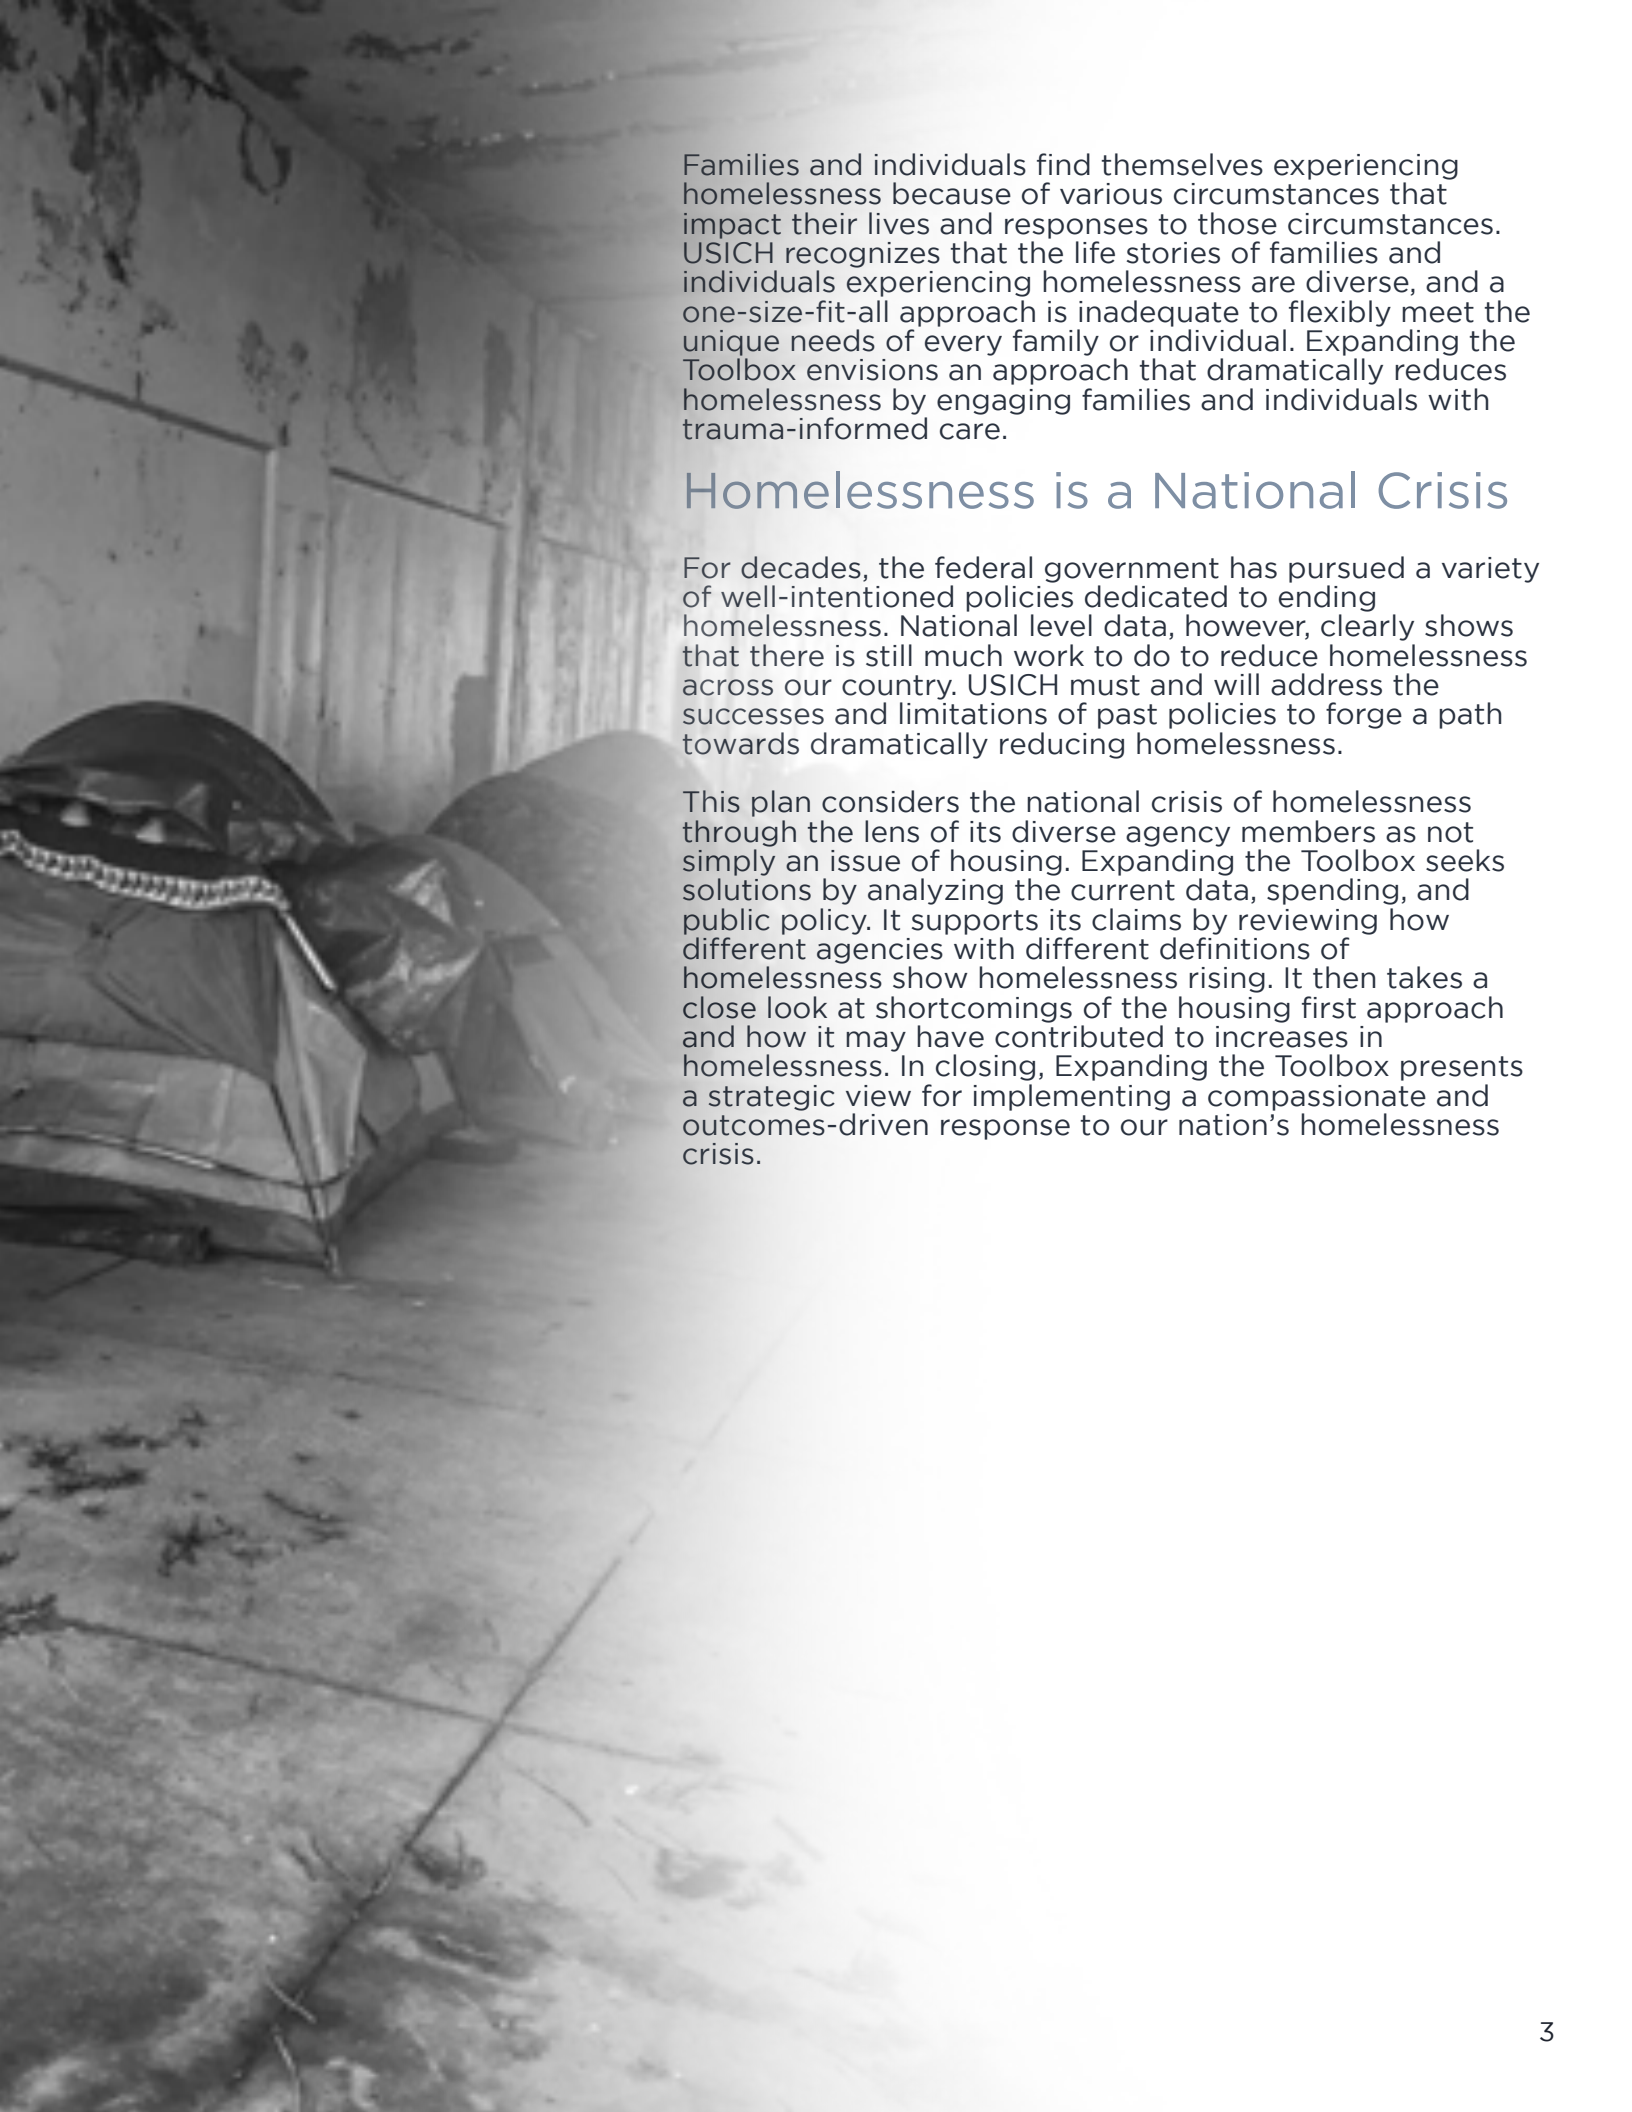 Families and individuals find themselves experiencing
homelessness because of various circumstances that
impact their lives and responses to those circumstances.
USICH recognizes that the life stories of families and
individuals experiencing homelessness are diverse, and a
one-size-fit-all approach is inadequate to flexibly meet the
unique needs of every family or individual. Expanding the
Toolbox envisions an approach that dramatically reduces
homelessness by engaging families and individuals with
trauma-informed care.
Homelessness is a National Crisis
For decades, the federal government has pursued a variety
of well-intentioned policies dedicated to ending
homelessness. National level data, however, clearly shows
that there is still much work to do to reduce homelessness
across our country. USICH must and will address the
successes and limitations of past policies to forge a path
towards dramatically reducing homelessness.
This plan considers the national crisis of homelessness
through the lens of its diverse agency members as not
simply an issue of housing. Expanding the Toolbox seeks
solutions by analyzing the current data, spending, and
public policy. It supports its claims by reviewing how
different agencies with different definitions of
homelessness show homelessness rising. It then takes a
close look at shortcomings of the housing first approach
and how it may have contributed to increases in
homelessness. In closing, Expanding the Toolbox presents
a strategic view for implementing a compassionate and
outcomes-driven response to our nation’s homelessness
crisis.
3